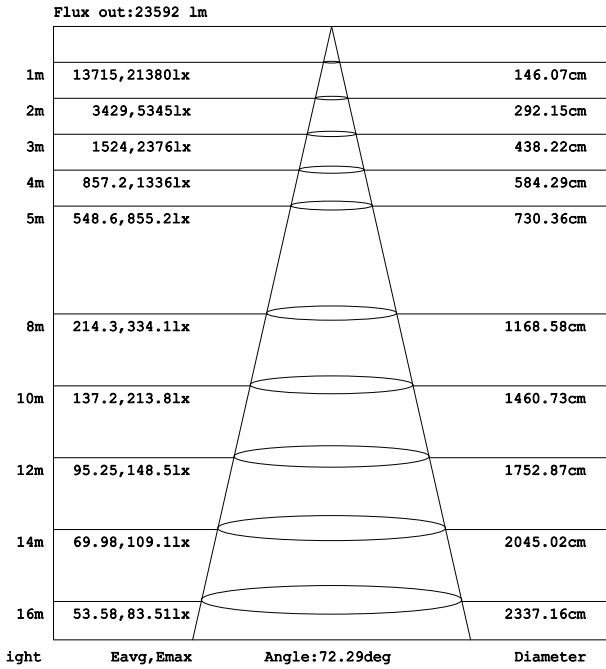 Flux out:23592 lm
1m 13715,21380lx 146.07cm
2m 3429,5345lx 292.15cm
3m 1524,2376lx 438.22cm
4m 857.2,1336lx 584.29cm
5m 548.6,855.2lx 730.36cm
8m 214.3,334.1lx 1168.58cm
10m 137.2,213.8lx 1460.73cm
12m 95.25,148.5lx 1752.87cm
14m 69.98,109.1lx 2045.02cm
16m 53.58,83.51lx 2337.16cm
ight Eavg,Emax Angle:72.29deg Diameter